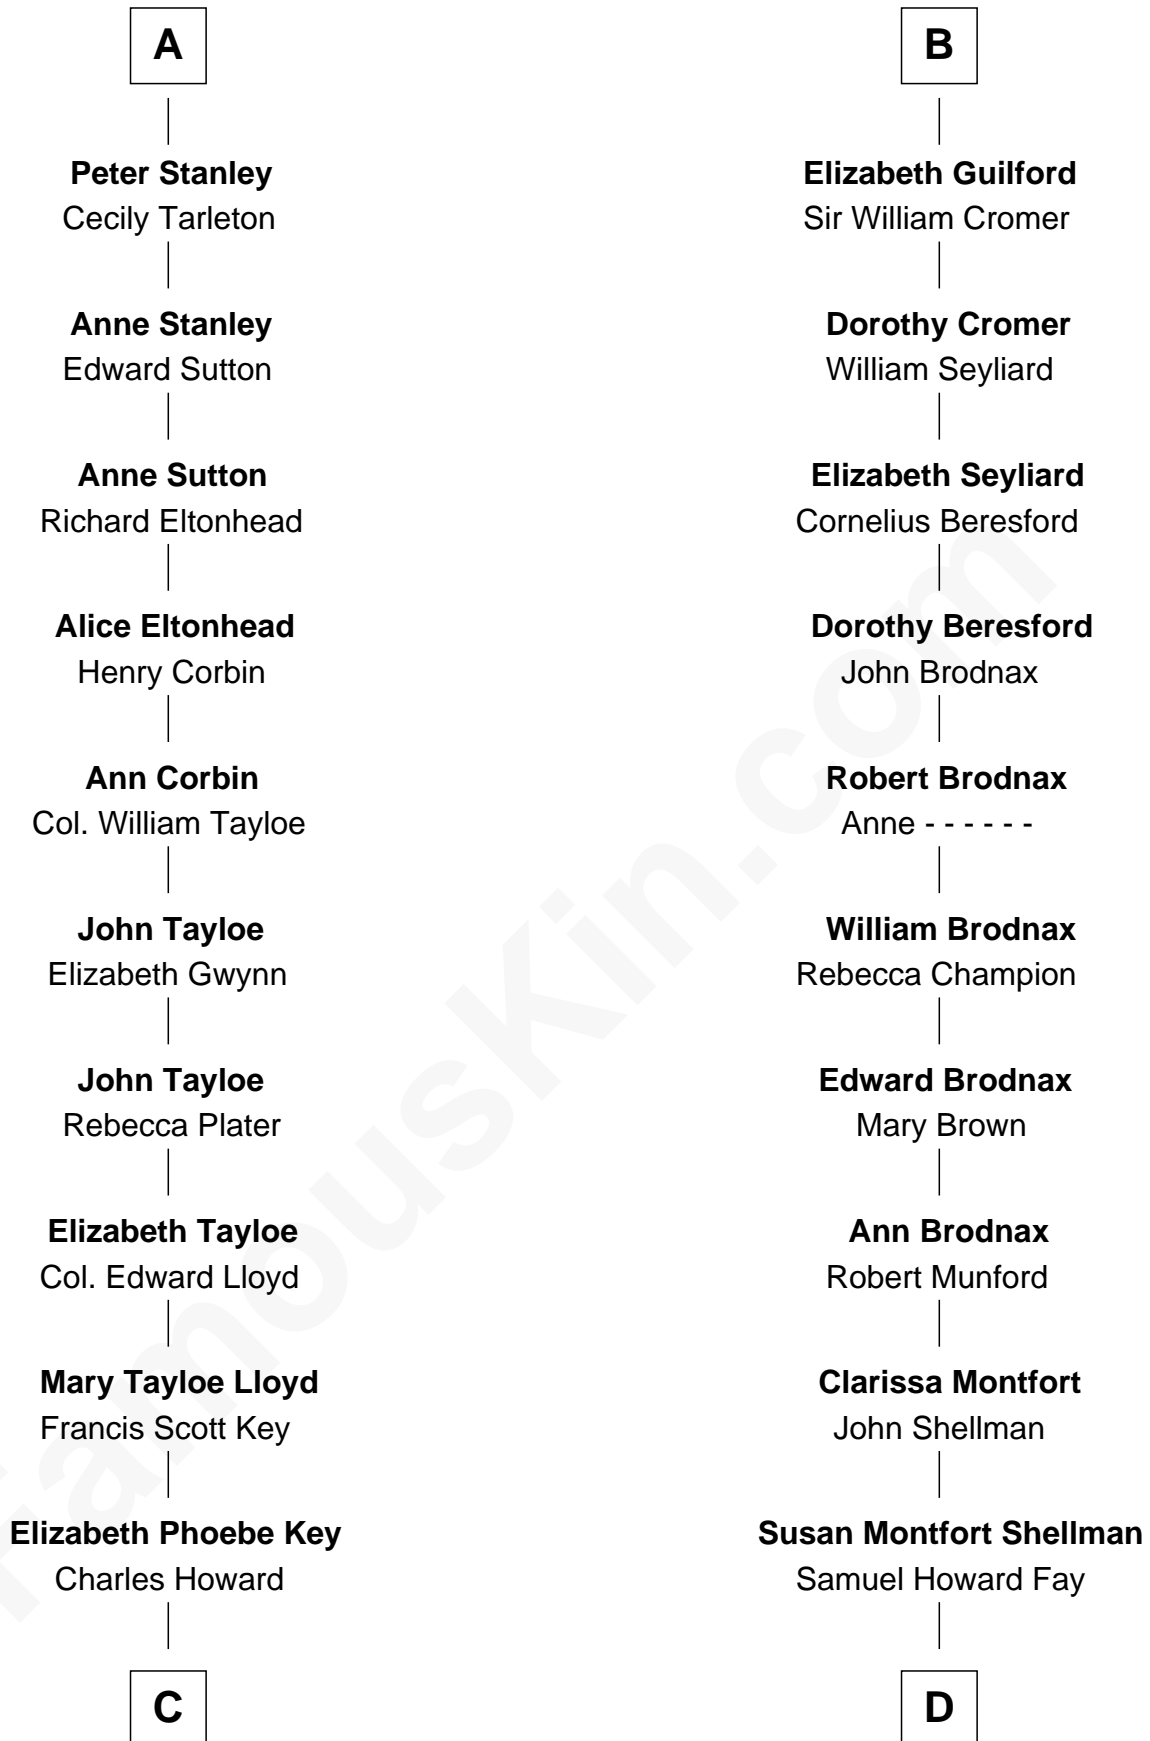 A
Peter Stanley
Cecily Tarleton
Anne Stanley
Edward Sutton
Anne Sutton
Richard Eltonhead
Alice Eltonhead
Henry Corbin
Ann Corbin
Col. William Tayloe
John Tayloe
Elizabeth Gwynn
John Tayloe
Rebecca Plater
Elizabeth Tayloe
Col. Edward Lloyd
Mary Tayloe Lloyd
Francis Scott Key
Elizabeth Phoebe Key
Charles Howard
C
B
Elizabeth Guilford
Sir William Cromer
Dorothy Cromer
William Seyliard
Elizabeth Seyliard
Cornelius Beresford
Dorothy Beresford
John Brodnax
Robert Brodnax
Anne - - - - - -
William Brodnax
Rebecca Champion
Edward Brodnax
Mary Brown
Ann Brodnax
Robert Munford
Clarissa Montfort
John Shellman
Susan Montfort Shellman
Samuel Howard Fay
D
FamousKin.com